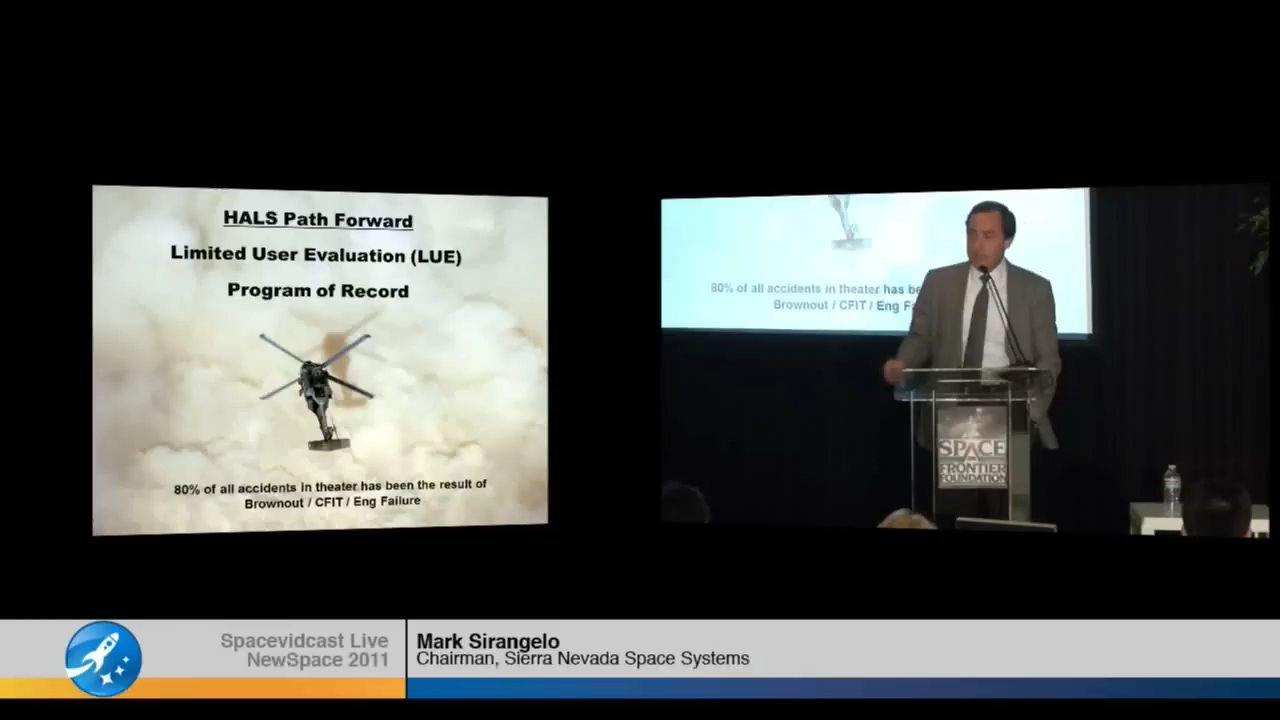 HALS Path Forward
Limited User Evaluation (LUE)
Program of Record
80% of all accidents in theater has been the result of
Brownout / CFIT / Eng Failure
80% of all accidents in theater has be
Brownout / CFIT / Eng Fa
SPACE
FRONTIER
FOUNDATION
Spacevidcast Live
NewSpace 2011
Mark Sirangelo
Chairman, Sierra Nevada Space Systems